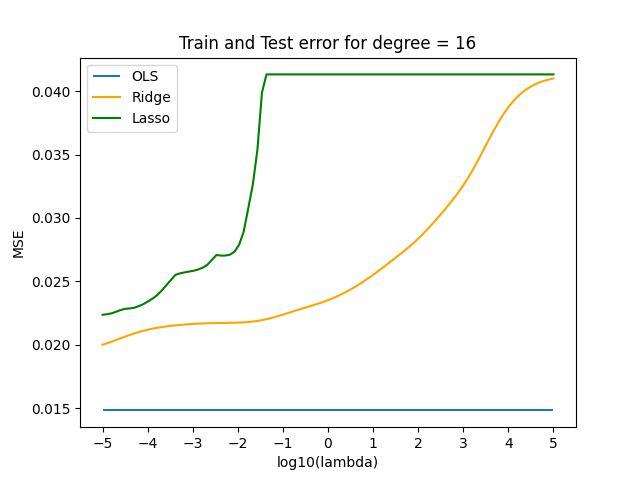 Train and Test error for degree = 16
OLS
Ridge
Lasso
0.040
0.035
0.030
0.025
0.020
0.015
MSE
−5 −4 −3 −2 −1 0 1 2 3 4 5
log10(lambda)